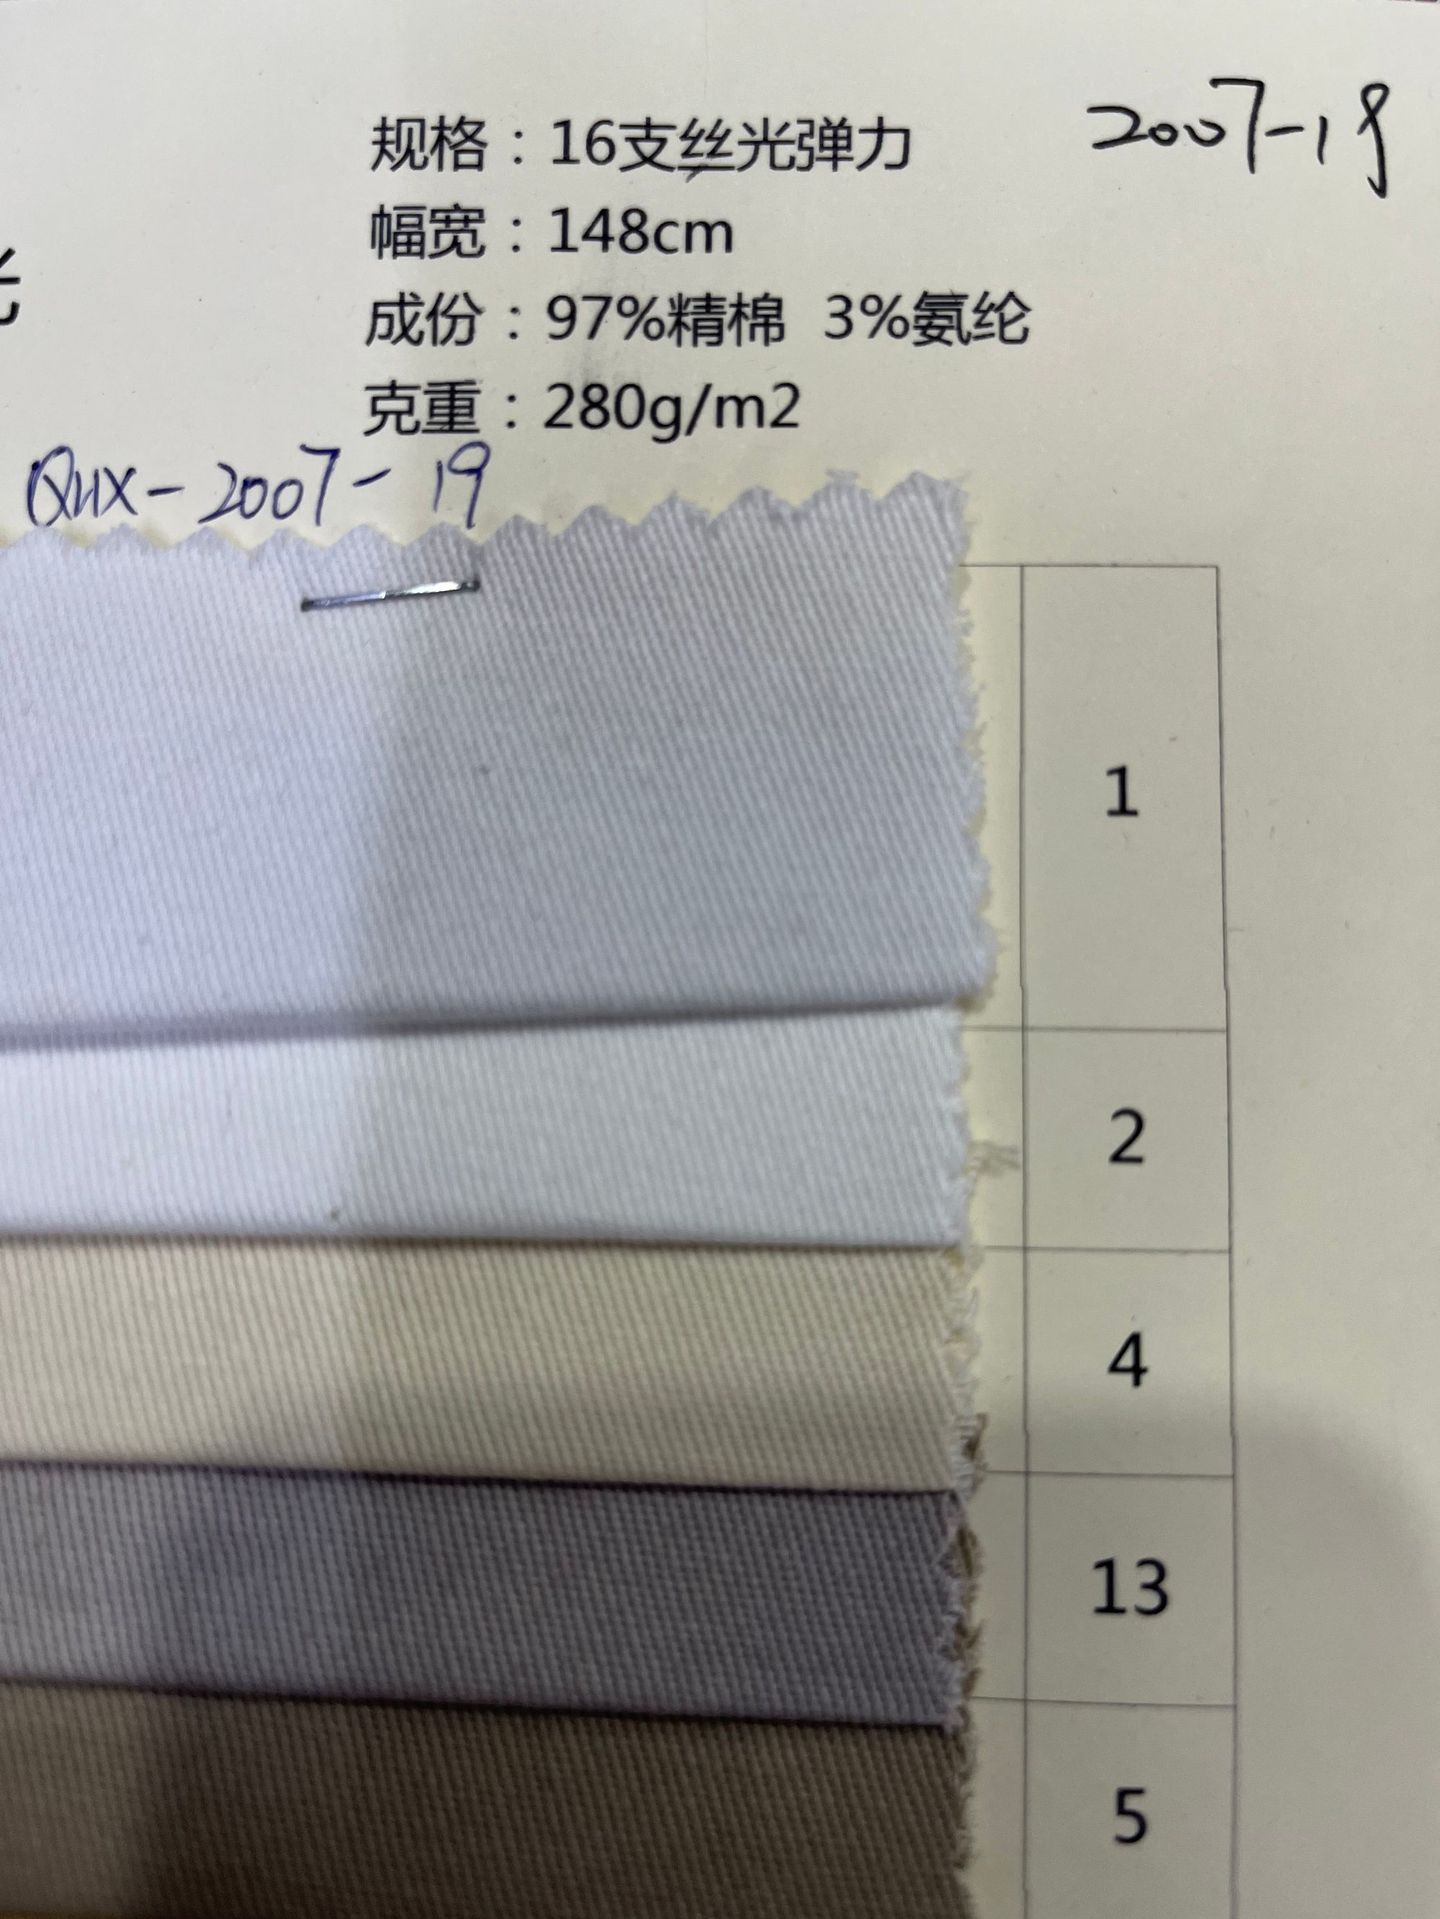 规格：16支丝光弹力
2007-19
幅宽：148cm
成份：97%精棉 3%氨纶
克重：280g/m2
QHX-2007-19
1
2
4
13
5